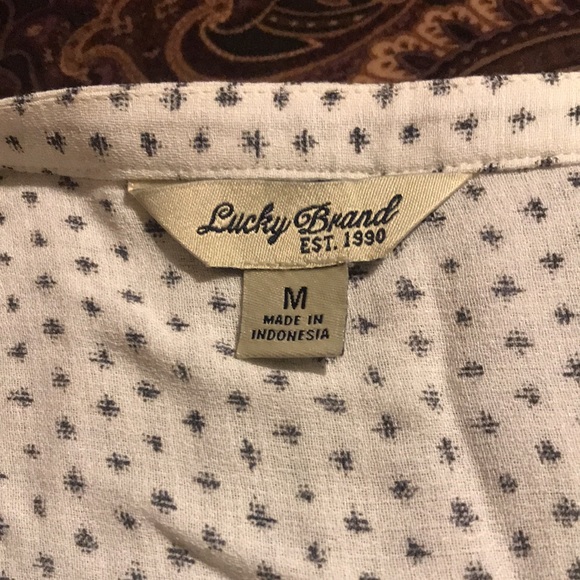 Lucky Brand
EST. 1990
M
MADE IN
INDONESIA